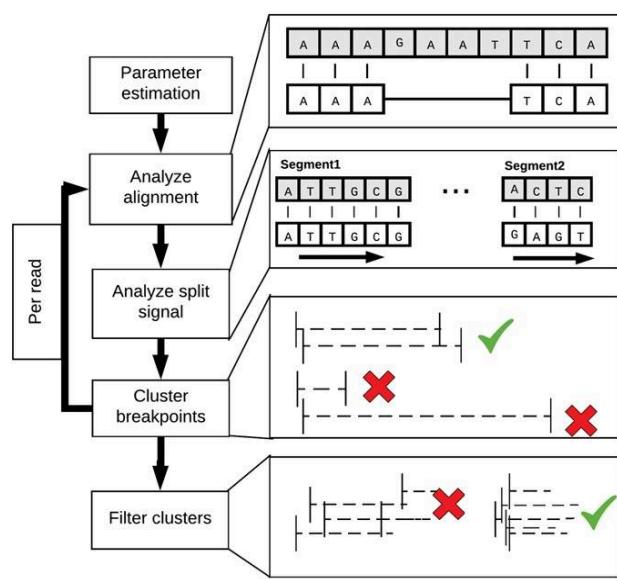 Parameter
estimation
A A A G A A T T C A
A A A T C A
Analyze
alignment
Segment1 Segment2
A T T G C G ... A C T C
A T T G C G G A G T
Per read
Analyze split
signal
Cluster
breakpoints
Filter clusters